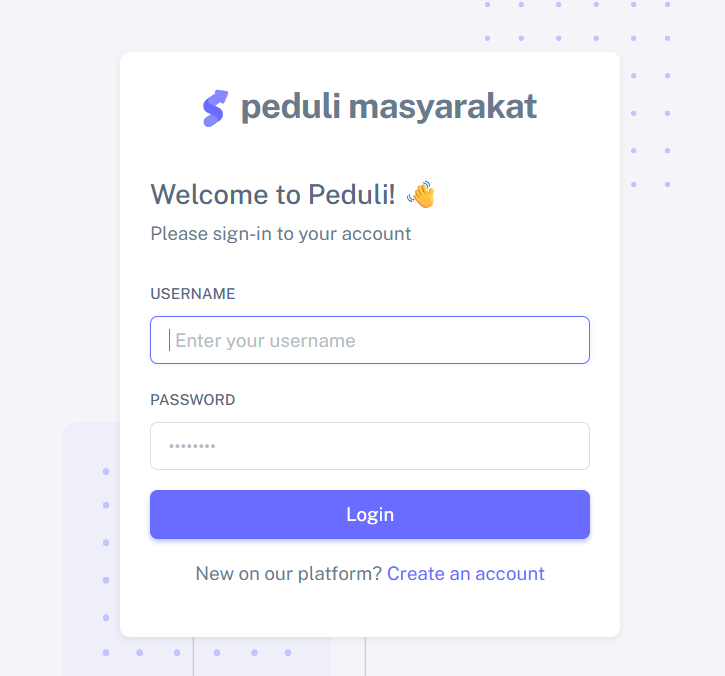 peduli masyarakat
Welcome to Peduli! 👋
Please sign-in to your account
USERNAME
Enter your username
PASSWORD
••••••••
Login
New on our platform? Create an account